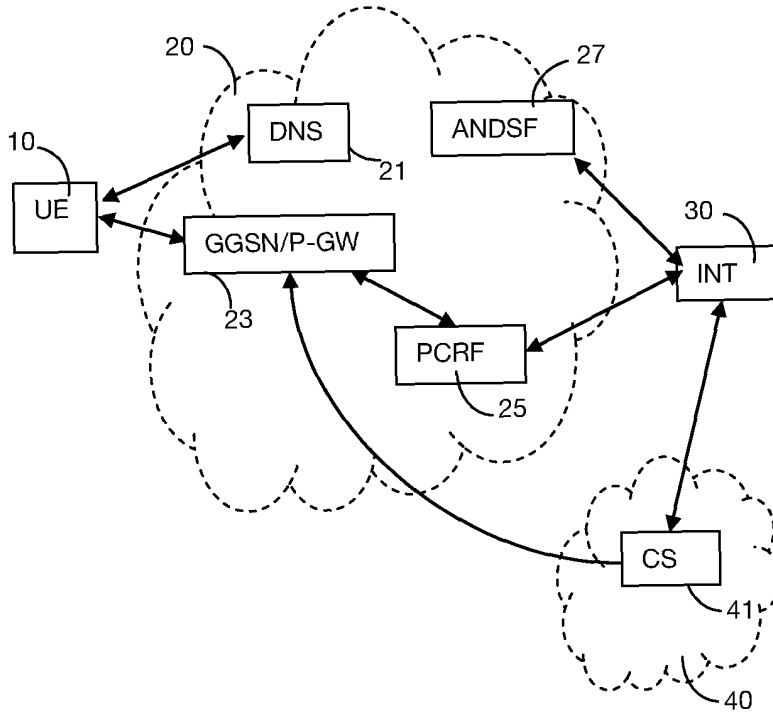 20
27
DNS
ANDSF
10
21
UE
30
GGSN/P-GW
INT
23
PCRF
25
CS
41
40